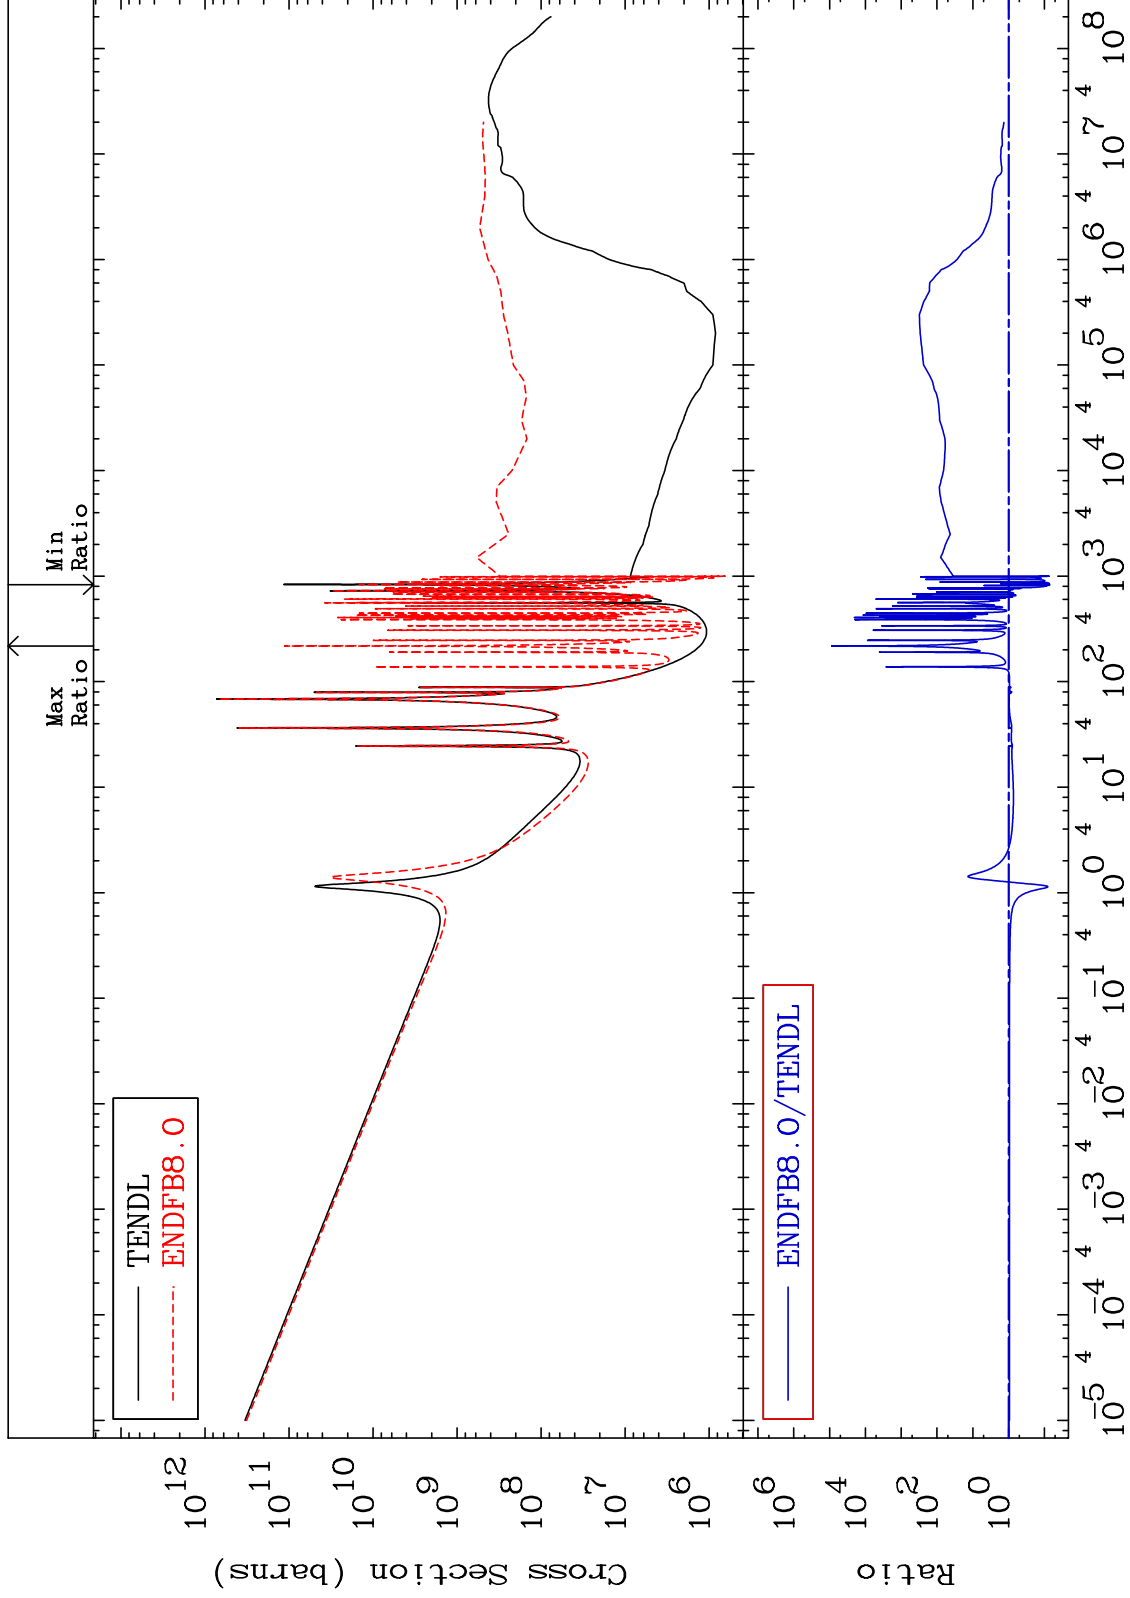 Max
Ratio
Min
Ratio
TENDL
ENDFB8.0
10^12
10^11
10^10
10^9
10^8
10^7
10^6
Cross Section (barns)
ENDFB8.0/TENDL
10^6
10^4
10^2
10^0
Ratio
10^-5 4 10^-4 4 10^-3 4 10^-2 4 10^-1 4 10^0 4 10^1 4 10^2 4 10^3 4 10^4 4 10^5 4 10^6 4 10^7 4 10^8